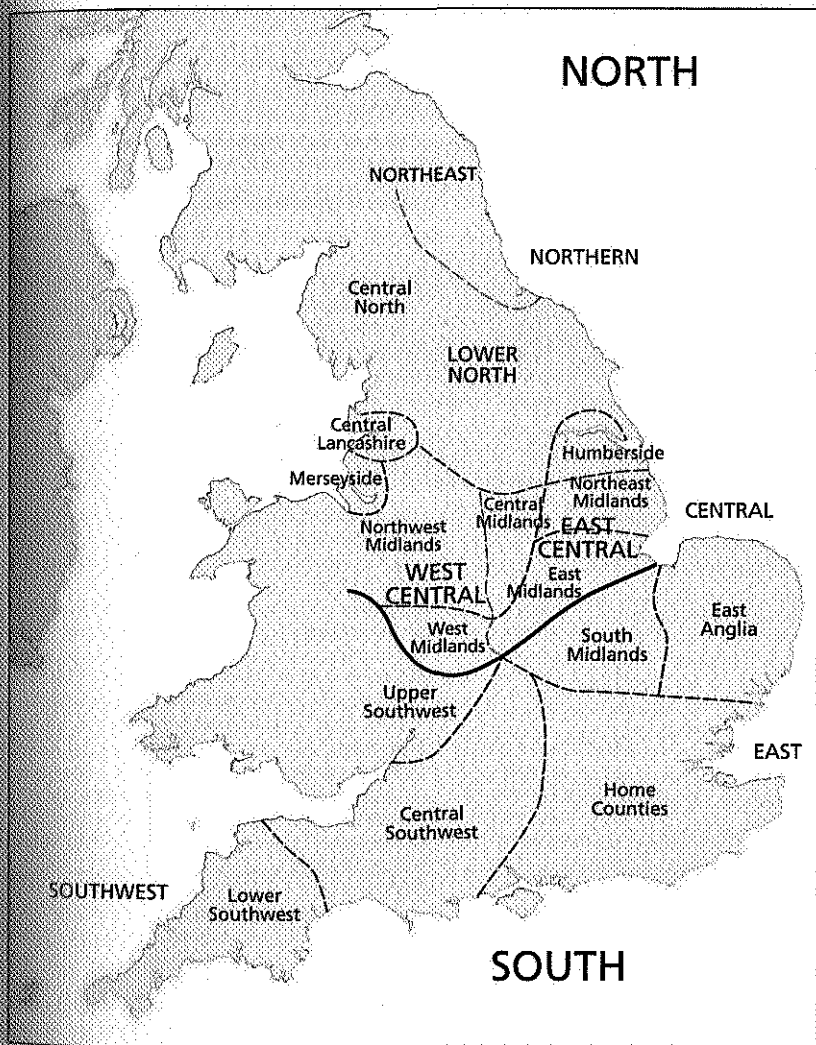 NORTH
NORTHEAST
NORTHERN
Central
North
LOWER
NORTH
Central
Lancashire
Humberside
Merseyside
Northeast
Midlands
Central
Midlands
CENTRAL
Northwest
Midlands
EAST
CENTRAL
WEST
CENTRAL
East
Midlands
East
Anglia
West
Midlands
South
Midlands
Upper
Southwest
EAST
Home
Counties
Central
Southwest
SOUTHWEST
Lower
Southwest
SOUTH